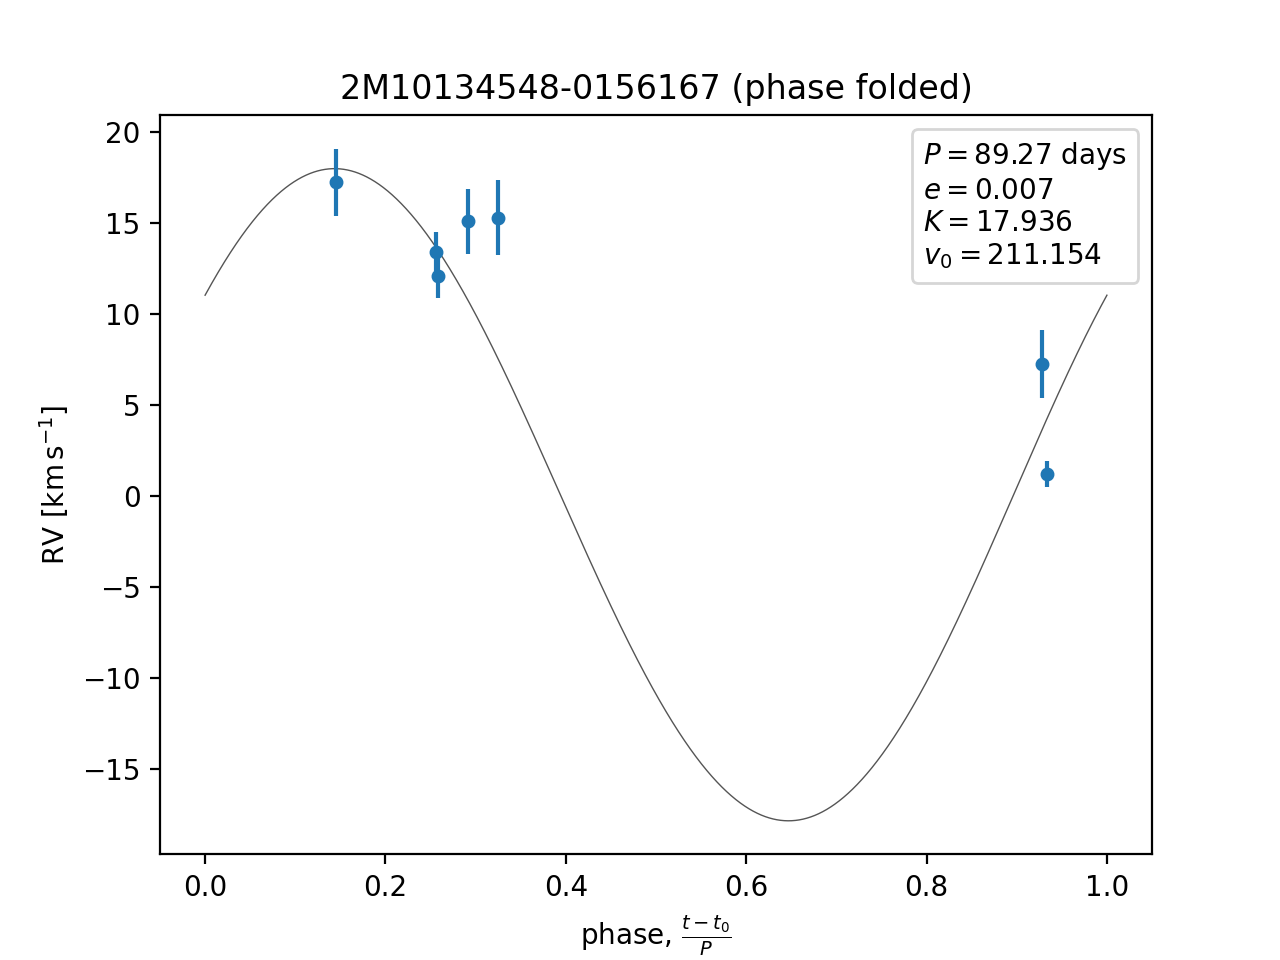 2M10134548-0156167 (phase folded)
P = 89.27 days
e = 0.007
K = 17.936
v₀ = 211.154
20
15
10
5
0
−5
−10
−15
RV [km s⁻¹]
0.0 0.2 0.4 0.6 0.8 1.0
phase, (t − t₀)/P